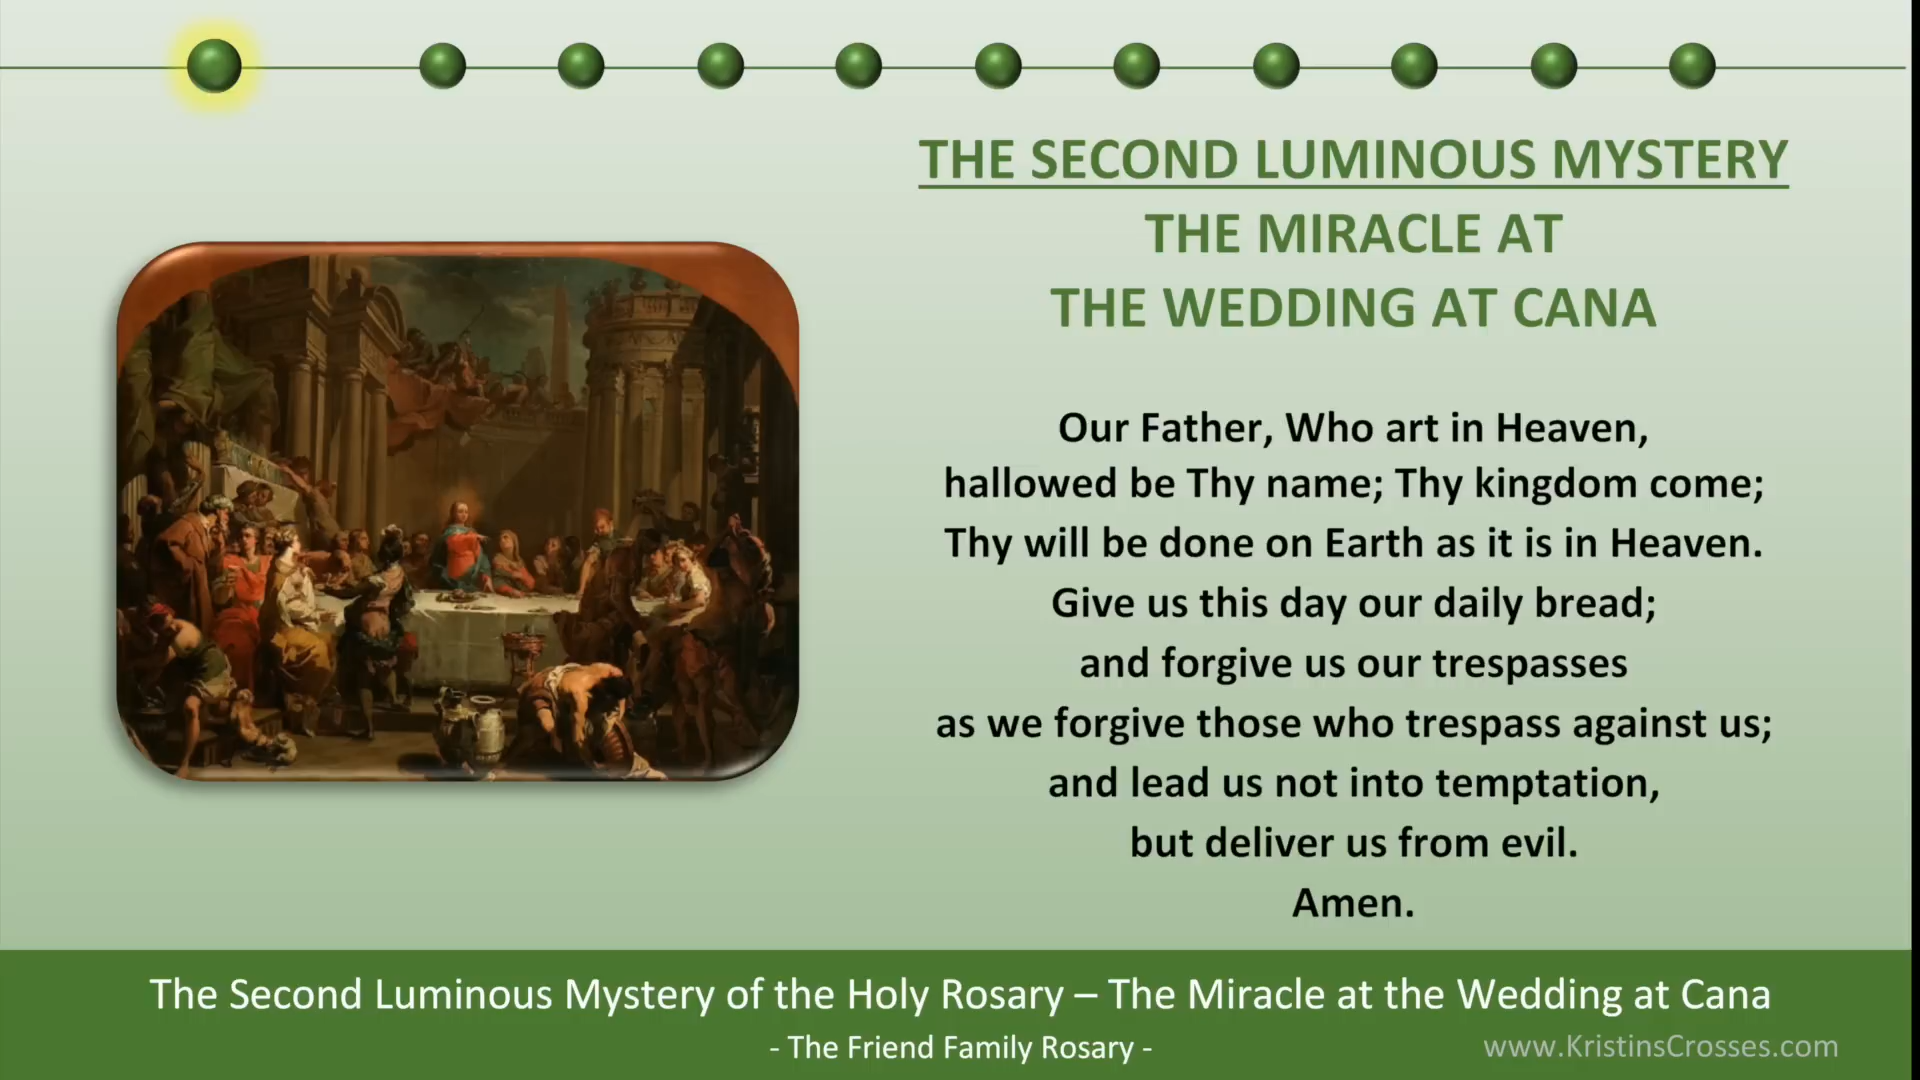 THE SECOND LUMINOUS MYSTERY
THE MIRACLE AT
THE WEDDING AT CANA
Our Father, Who art in Heaven,
hallowed be Thy name; Thy kingdom come;
Thy will be done on Earth as it is in Heaven.
Give us this day our daily bread;
and forgive us our trespasses
as we forgive those who trespass against us;
and lead us not into temptation,
but deliver us from evil.
Amen.
The Second Luminous Mystery of the Holy Rosary – The Miracle at the Wedding at Cana
- The Friend Family Rosary -
www.KristinsCrosses.com